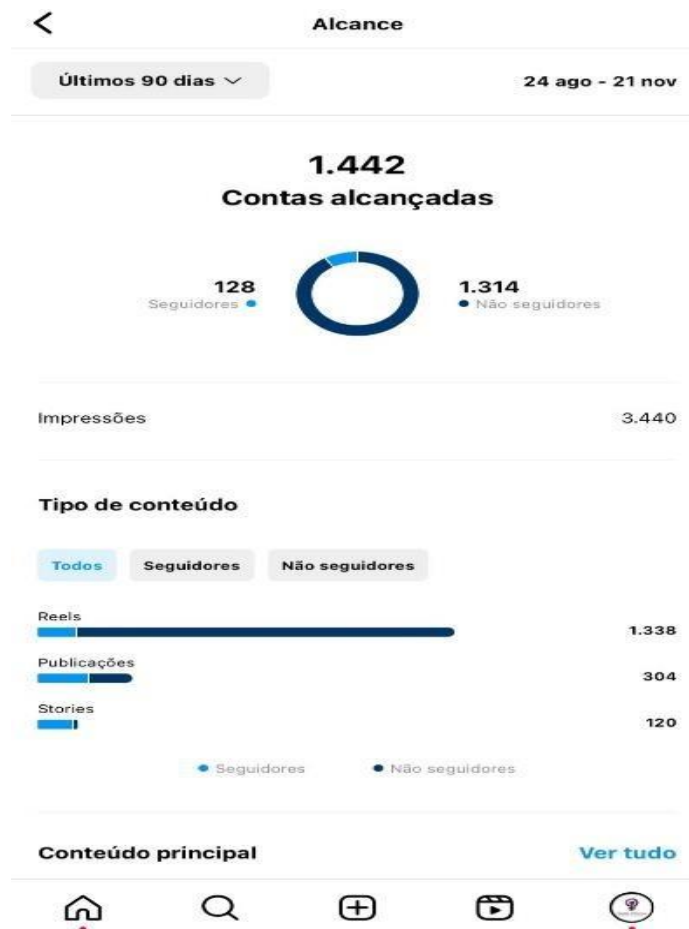 Alcance
Últimos 90 dias
24 ago - 21 nov
1.442
Contas alcançadas
128
Seguidores
1.314
Não seguidores
Impressões
3.440
Tipo de conteúdo
Todos
Seguidores
Não seguidores
Reels
1.338
Publicações
304
Stories
120
Seguidores
Não seguidores
Conteúdo principal
Ver tudo